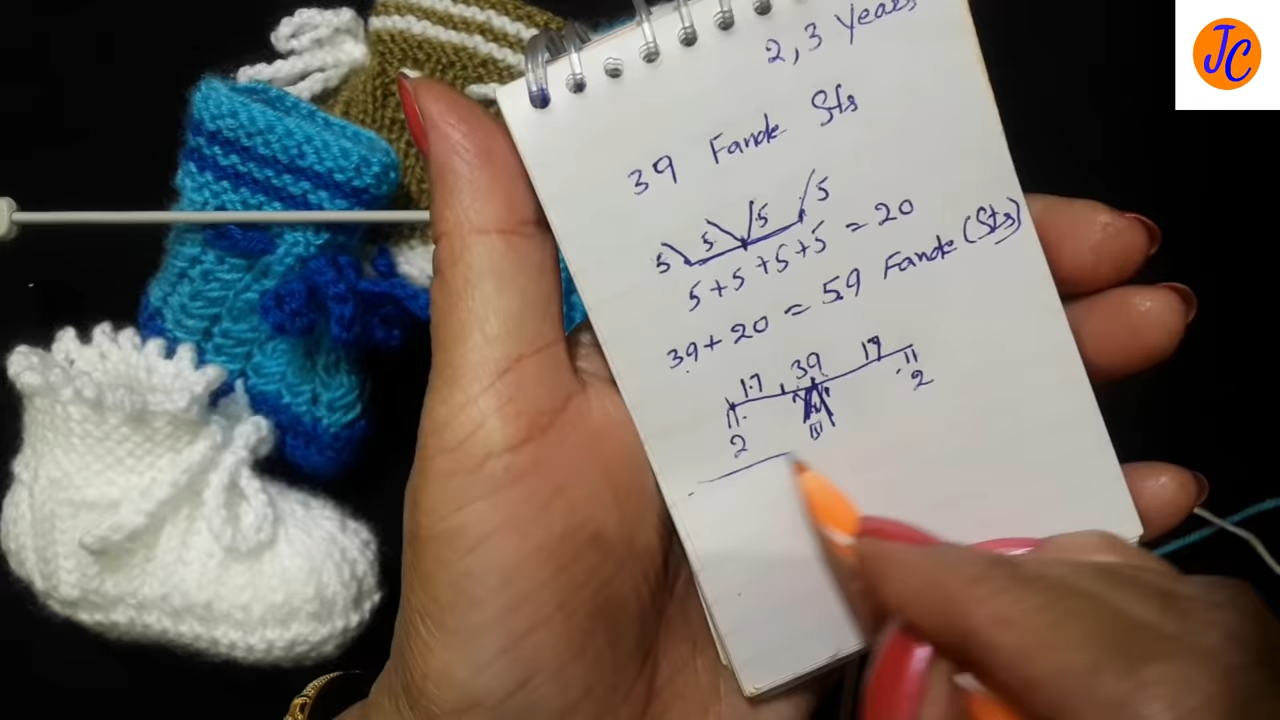 JC
2, 3 Years
39 Fande Sts
5 5 5 5
5+5+5+5 = 20
39+20 = 59 Fande (Sts)
17 39 17
2 2